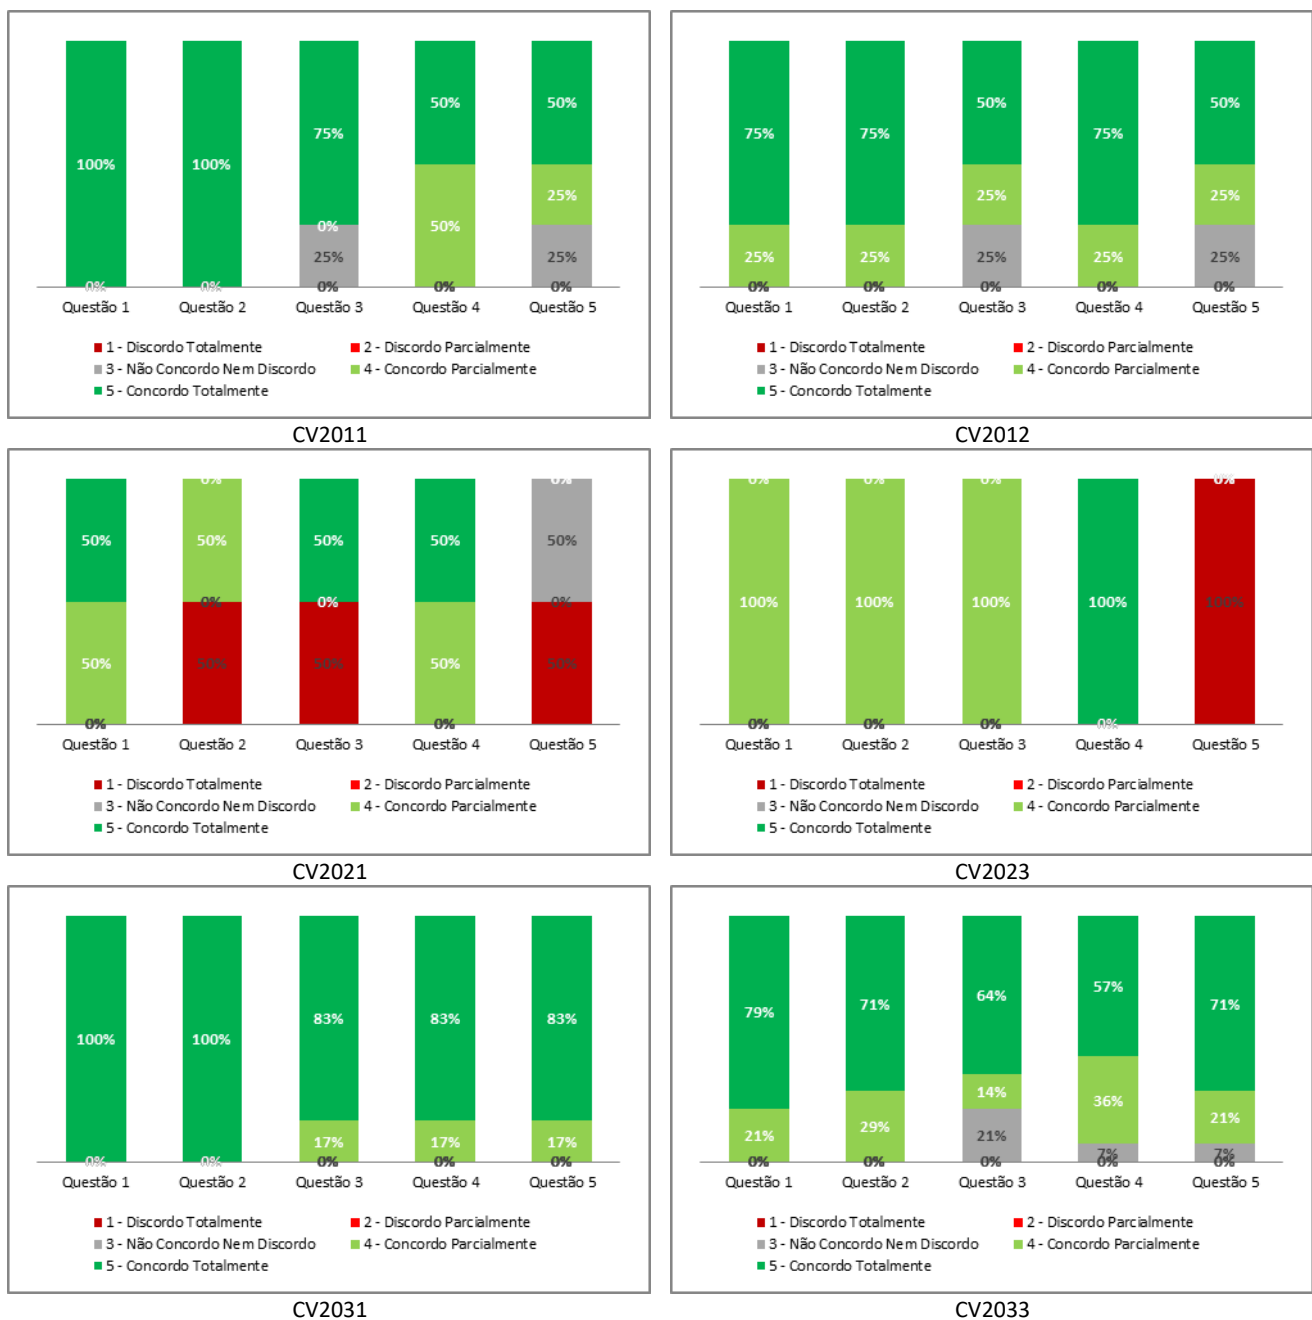 50% 50% 75% 50% 50%
75% 75% 75%
100% 100% 25% 25% 25%
0% 50%
25% 25% 25% 25% 25% 25%
0% 0% 0% 0% 0% 0% 0% 0% 0% 0%
Questão 1 Questão 2 Questão 3 Questão 4 Questão 5 Questão 1 Questão 2 Questão 3 Questão 4 Questão 5
1 - Discordo Totalmente 2 - Discordo Parcialmente 1 - Discordo Totalmente 2 - Discordo Parcialmente
3 - Não Concordo Nem Discordo 4 - Concordo Parcialmente 3 - Não Concordo Nem Discordo 4 - Concordo Parcialmente
5 - Concordo Totalmente 5 - Concordo Totalmente
CV2011 CV2012
0% 0% 0% 0% 0% 0%
50% 50% 50% 50% 50%
0% 0% 0% 100% 100% 100% 100% 100%
50% 50% 50% 50% 50%
0% 0% 0% 0% 0% 0%
Questão 1 Questão 2 Questão 3 Questão 4 Questão 5 Questão 1 Questão 2 Questão 3 Questão 4 Questão 5
1 - Discordo Totalmente 2 - Discordo Parcialmente 1 - Discordo Totalmente 2 - Discordo Parcialmente
3 - Não Concordo Nem Discordo 4 - Concordo Parcialmente 3 - Não Concordo Nem Discordo 4 - Concordo Parcialmente
5 - Concordo Totalmente 5 - Concordo Totalmente
CV2021 CV2023
100% 100% 83% 83% 83% 79% 71% 64% 57% 71%
14% 36%
17% 17% 17% 21% 29% 21% 7% 21%
7%
0% 0% 0% 0% 0% 0% 0% 0% 0% 0%
Questão 1 Questão 2 Questão 3 Questão 4 Questão 5 Questão 1 Questão 2 Questão 3 Questão 4 Questão 5
1 - Discordo Totalmente 2 - Discordo Parcialmente 1 - Discordo Totalmente 2 - Discordo Parcialmente
3 - Não Concordo Nem Discordo 4 - Concordo Parcialmente 3 - Não Concordo Nem Discordo 4 - Concordo Parcialmente
5 - Concordo Totalmente 5 - Concordo Totalmente
CV2031 CV2033